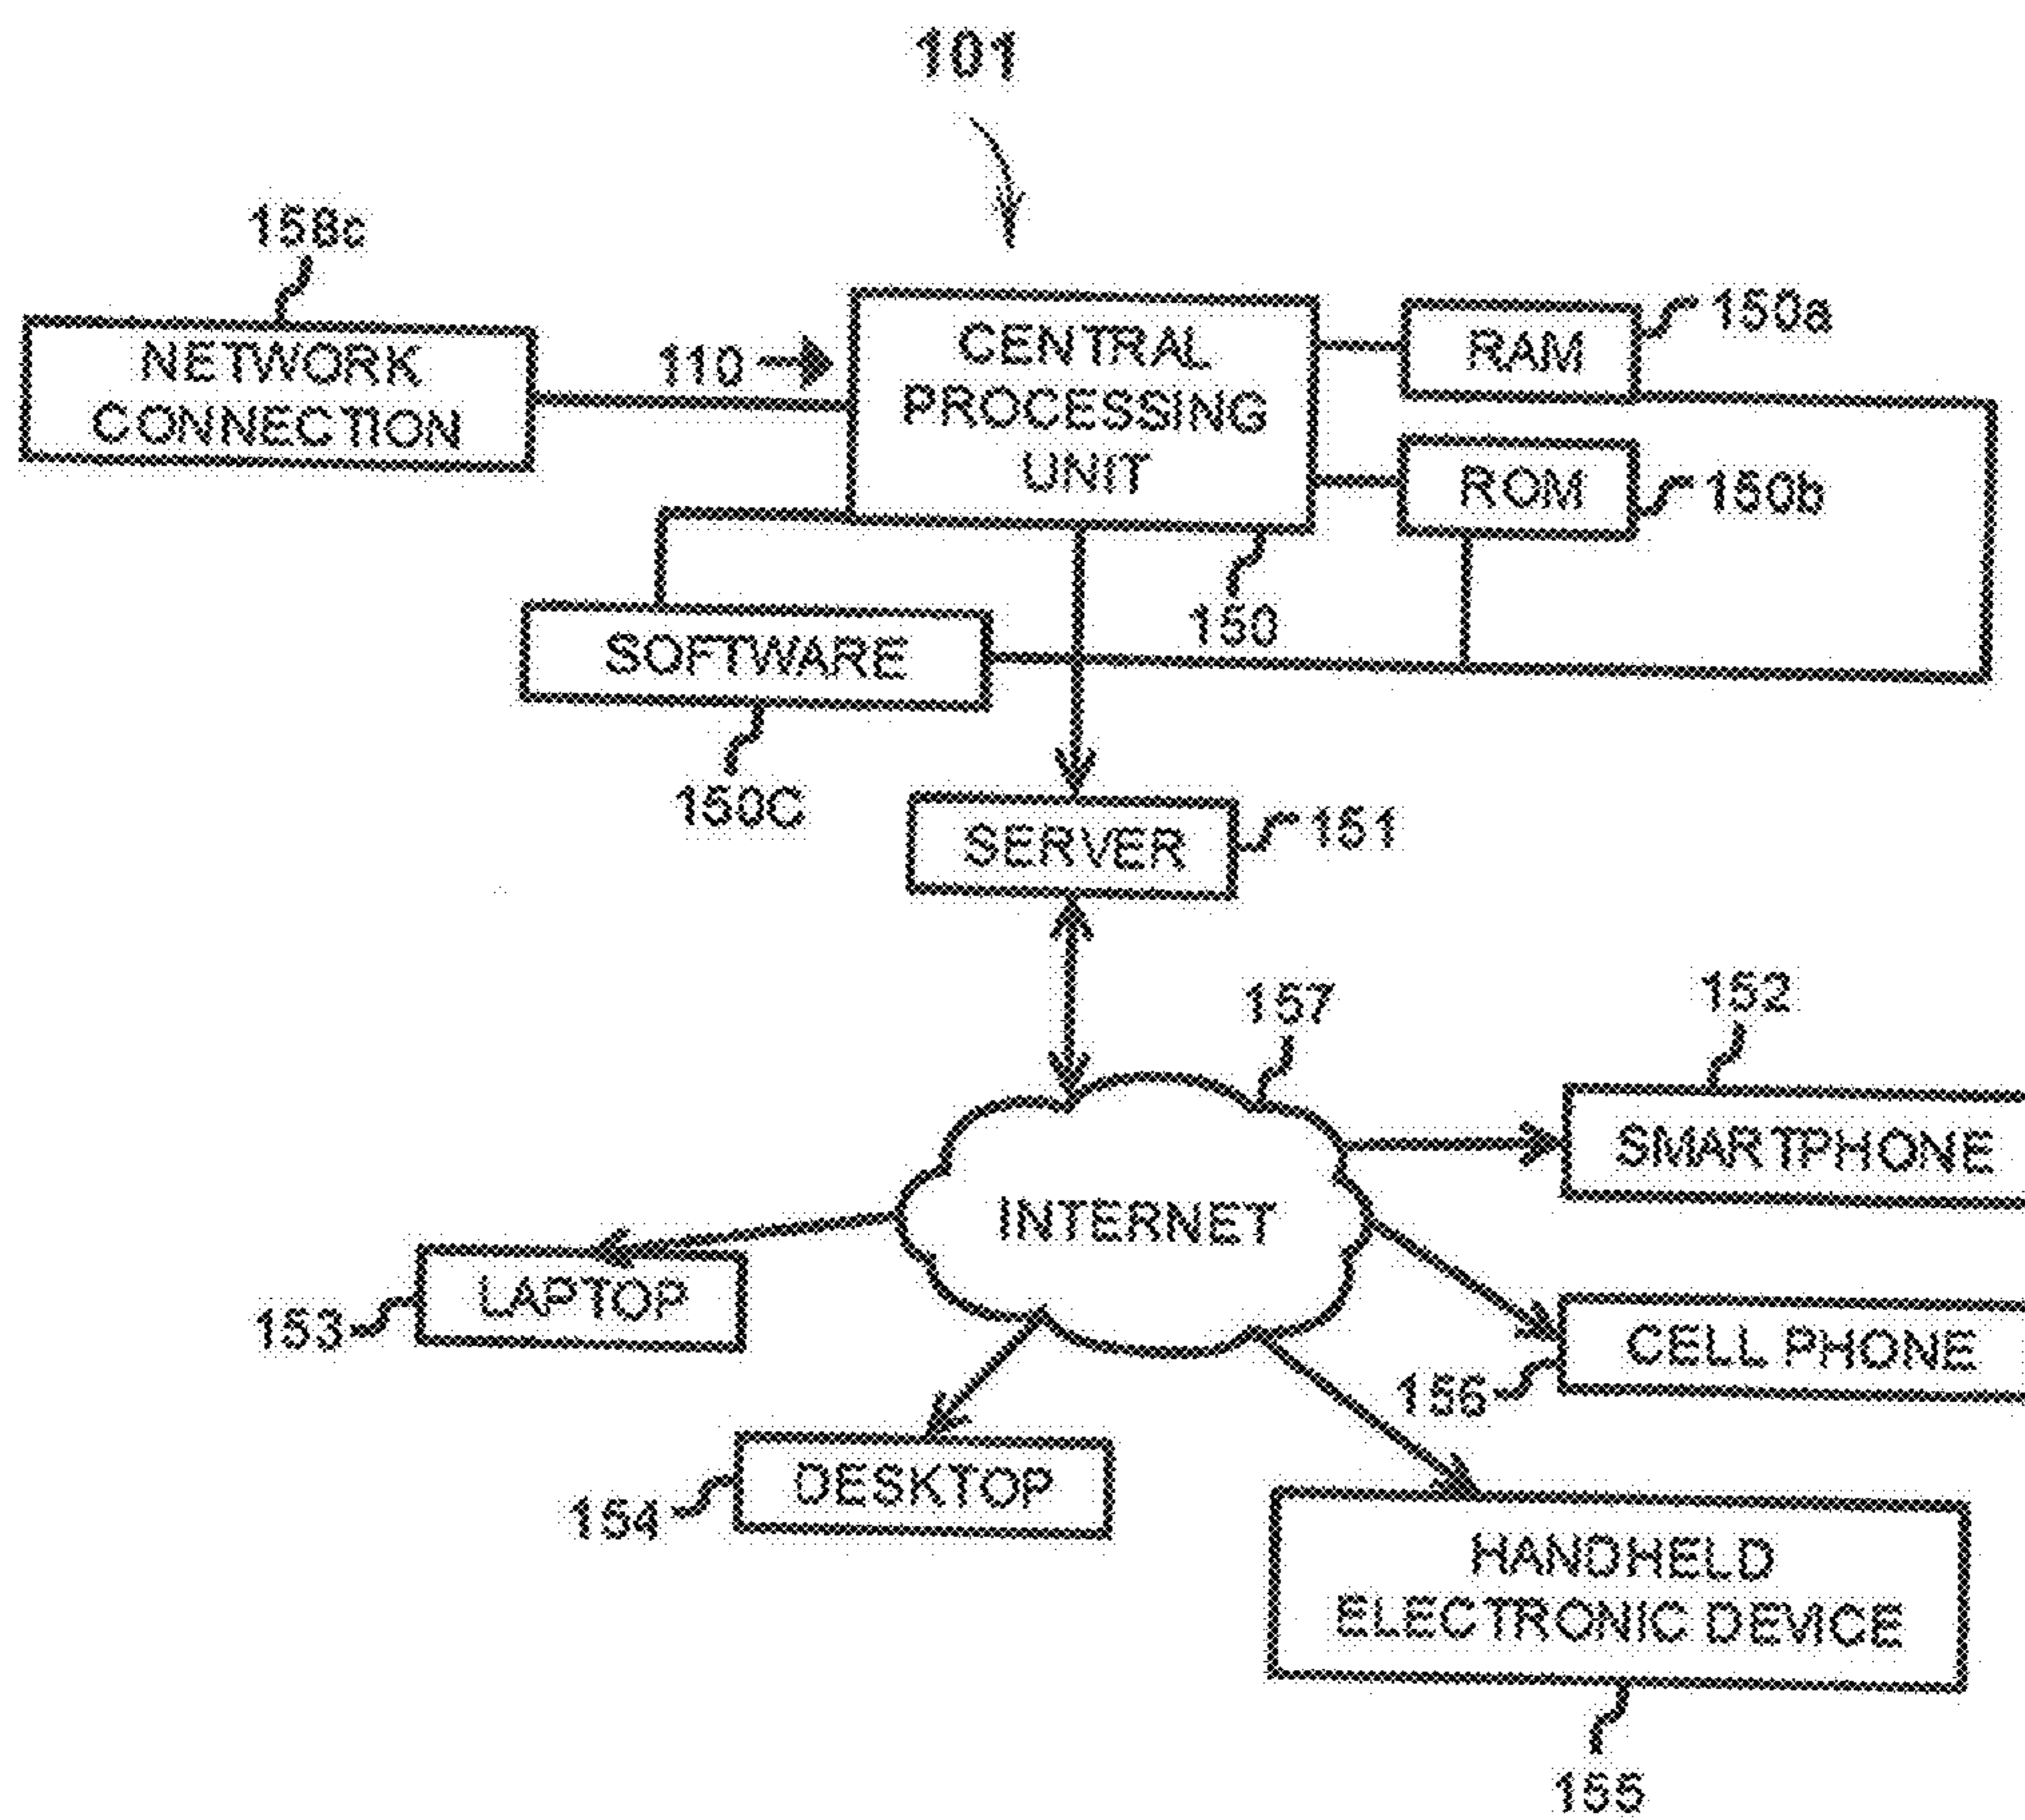 101
158c
NETWORK
CONNECTION
110
CENTRAL
PROCESSING
UNIT
RAM
150a
ROM
150b
150
SOFTWARE
150C
SERVER
151
157
152
INTERNET
SMARTPHONE
LAPTOP
153
CELL PHONE
156
DESKTOP
154
HANDHELD
ELECTRONIC DEVICE
155